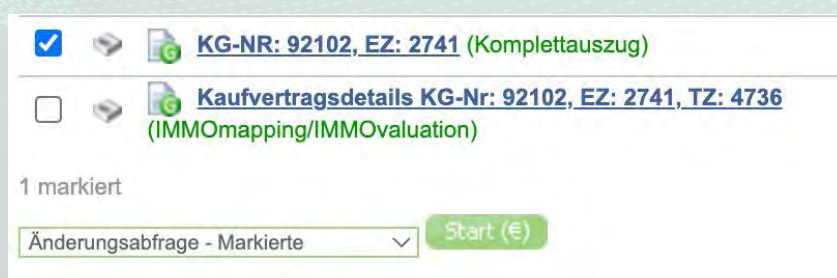 KG-NR: 92102, EZ: 2741 (Komplettauszug)
Kaufvertragsdetails KG-Nr: 92102, EZ: 2741, TZ: 4736
(IMMOmapping/IMMOvaluation)
1 markiert
Änderungsabfrage - Markierte
Start (€)